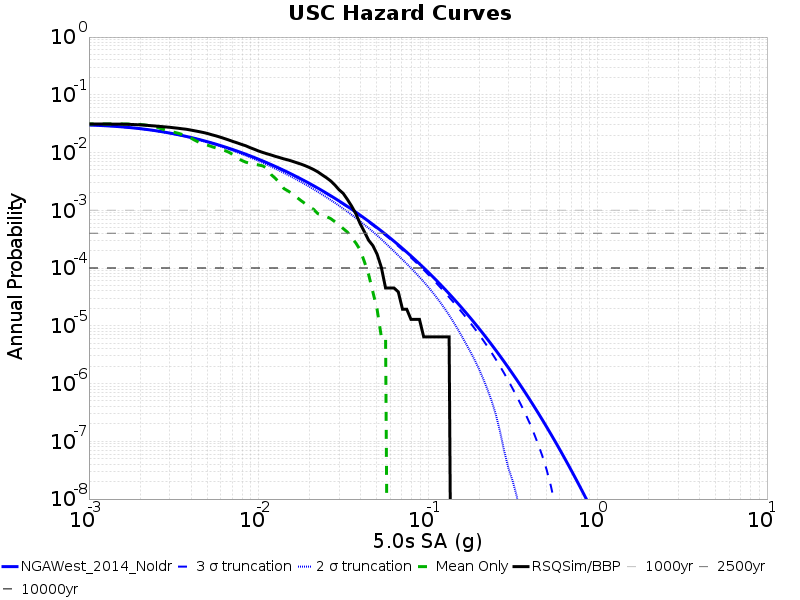 USC Hazard Curves
10^0
10^-1
10^-2
10^-3
10^-4
10^-5
10^-6
10^-7
10^-8
Annual Probability
10^-3 10^-2 10^-1 10^0 10^1
5.0s SA (g)
NGAWest_2014_NoIdr 3 σ truncation 2 σ truncation Mean Only RSQSim/BBP 1000yr 2500yr
10000yr